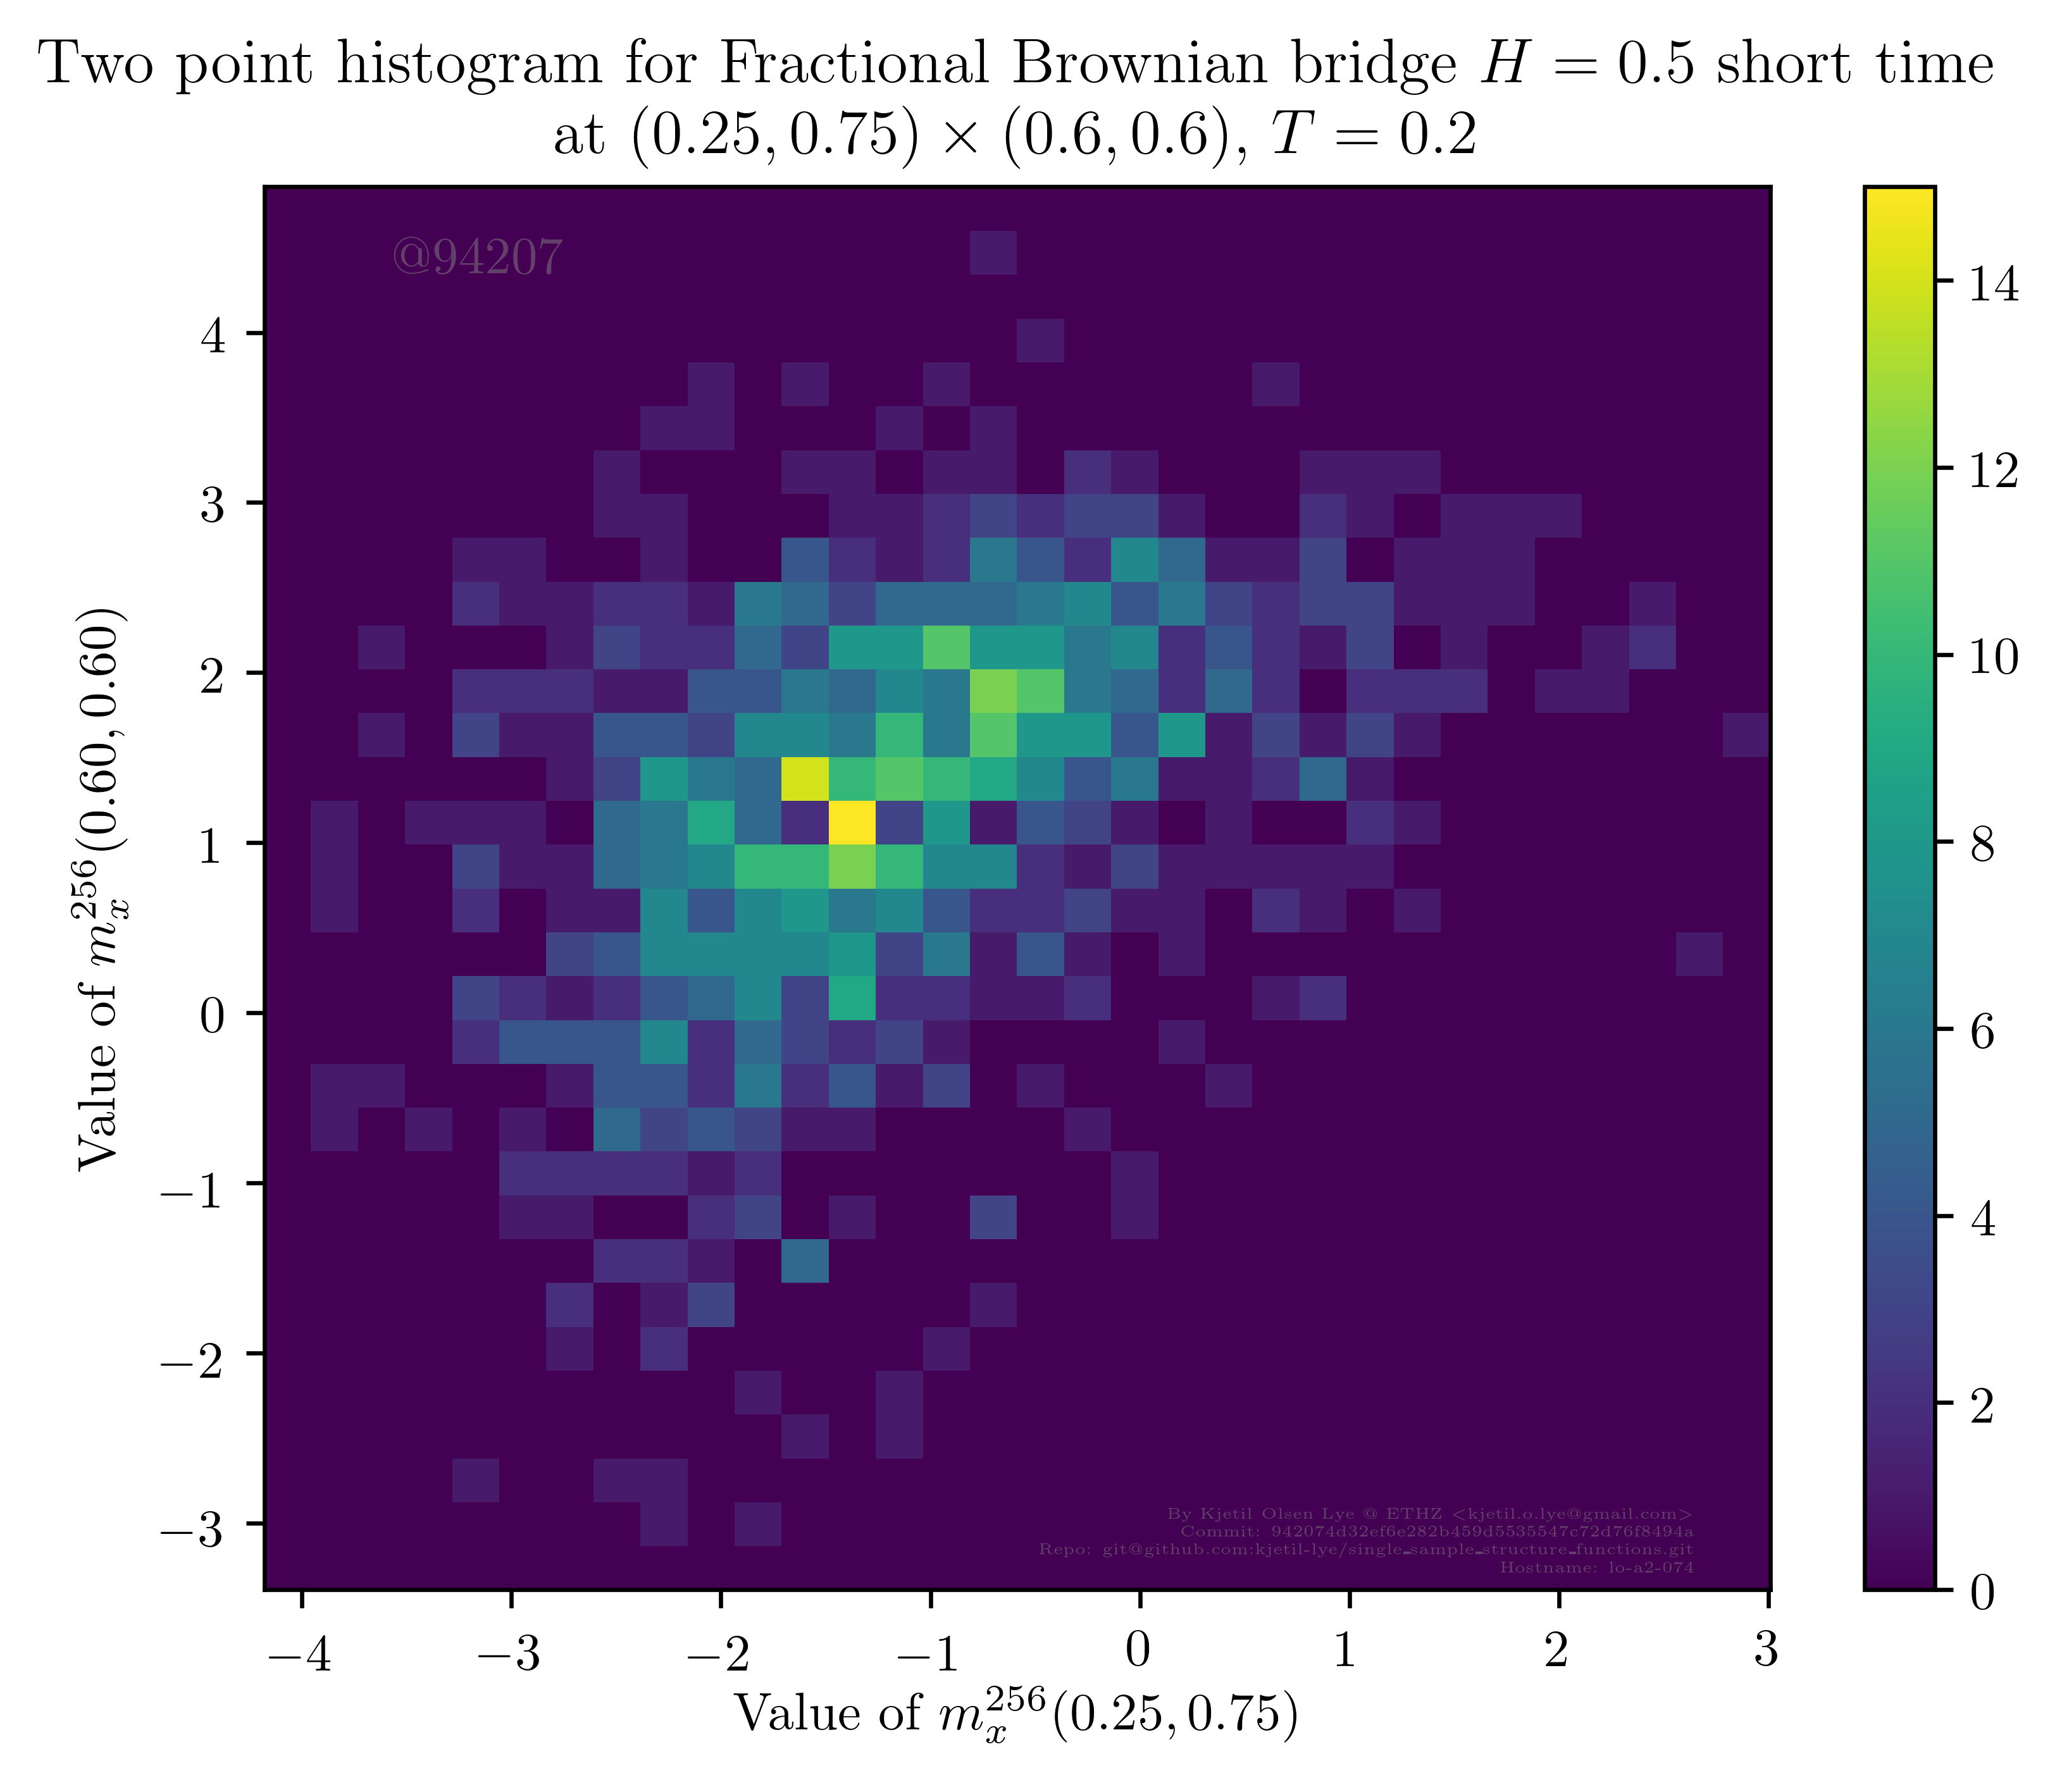 Two point histogram for Fractional Brownian bridge H = 0.5 short time
at (0.25, 0.75) × (0.6, 0.6), T = 0.2
@94207
4
3
2
1
0
−1
−2
−3
Value of m_x^{256}(0.60, 0.60)
−4 −3 −2 −1 0 1 2 3
Value of m_x^{256}(0.25, 0.75)
14
12
10
8
6
4
2
0
By Kjetil Olsen Lye @ ETHZ <kjetil.o.lye@gmail.com>
Commit: 942074d32ef6e282b459d5535547c72d76f8494a
Repo: git@github.com:kjetil-lye/single_sample_structure_functions.git
Hostname: lo-a2-074